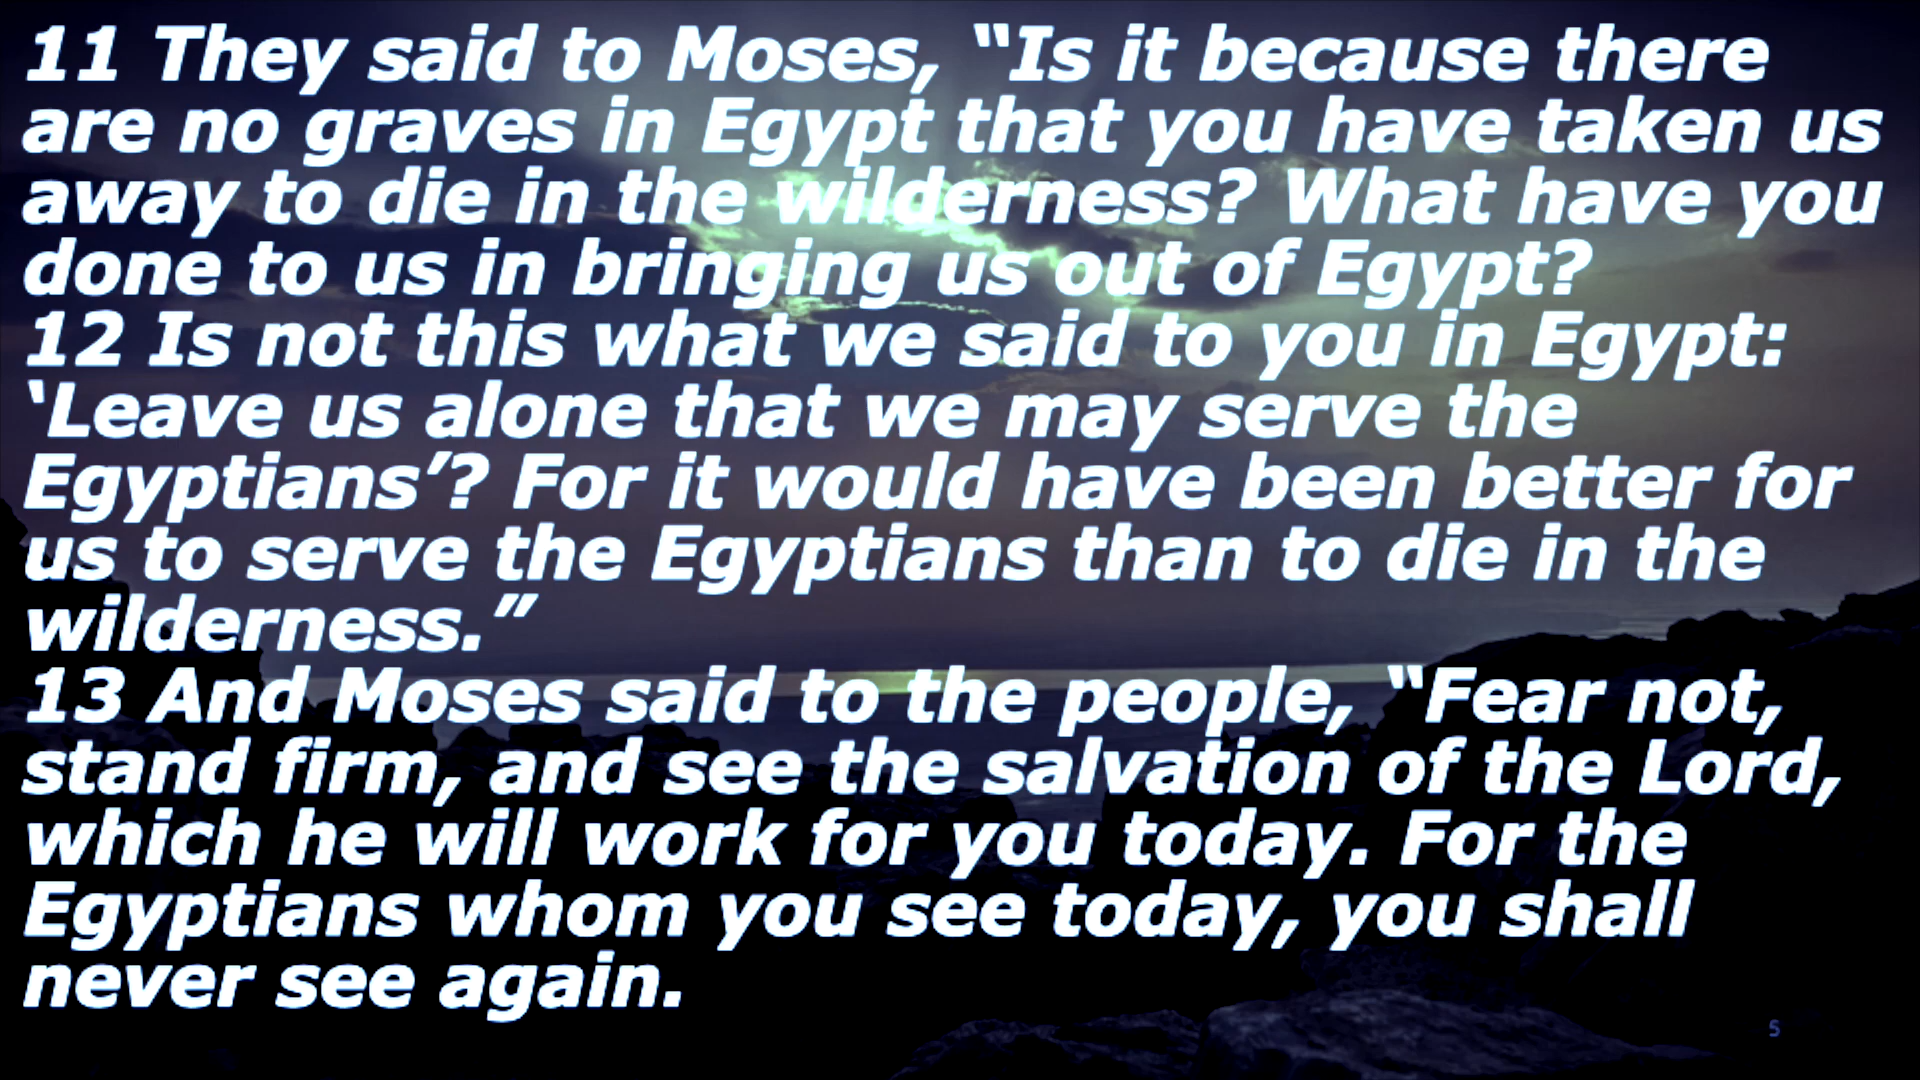 11 They said to Moses, “Is it because there
are no graves in Egypt that you have taken us
away to die in the wilderness? What have you
done to us in bringing us out of Egypt?
12 Is not this what we said to you in Egypt:
‘Leave us alone that we may serve the
Egyptians’? For it would have been better for
us to serve the Egyptians than to die in the
wilderness.”
13 And Moses said to the people, “Fear not,
stand firm, and see the salvation of the Lord,
which he will work for you today. For the
Egyptians whom you see today, you shall
never see again.
5